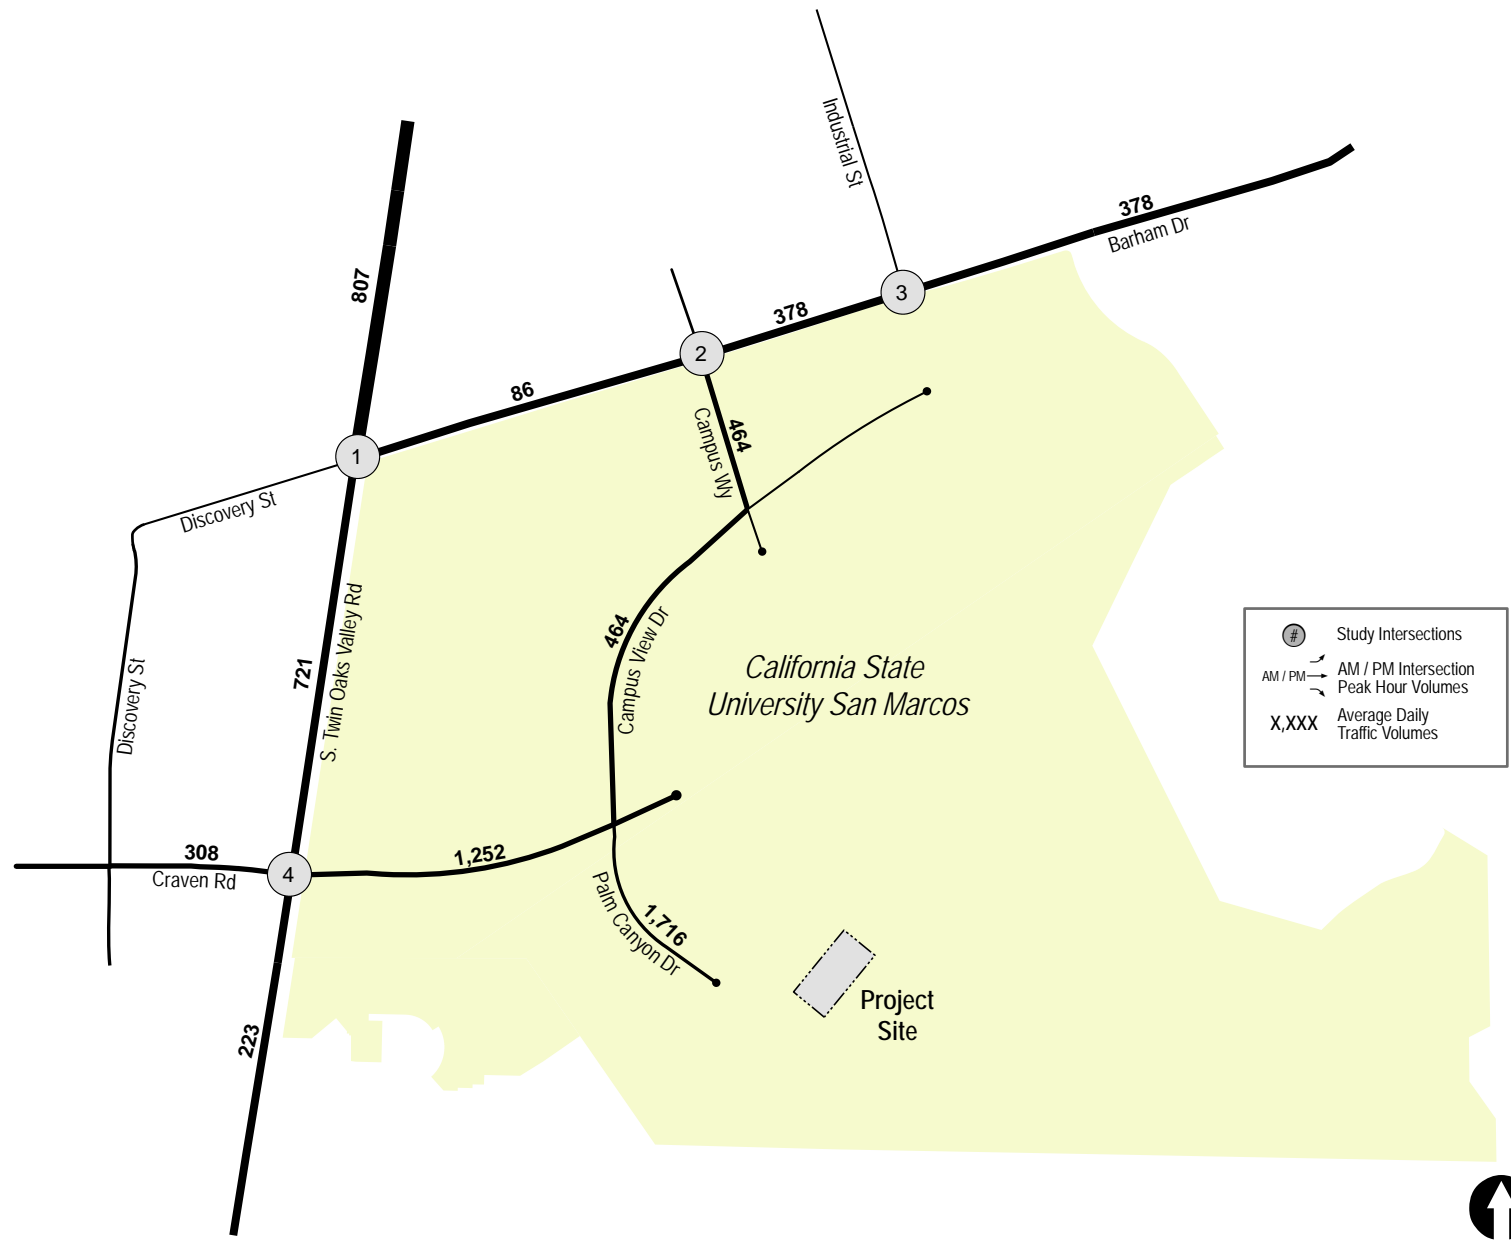 Industrial St
378
Barham Dr
807
3
378
2
86
Campus Wy
464
1
Discovery St
S. Twin Oaks Valley Rd
721
Discovery St
464
Campus View Dr
California State
University San Marcos
#
Study Intersections
AM / PM
AM / PM Intersection
Peak Hour Volumes
X,XXX
Average Daily
Traffic Volumes
308
Craven Rd
4
1,252
Palm Canyon Dr
1,716
Project
Site
223